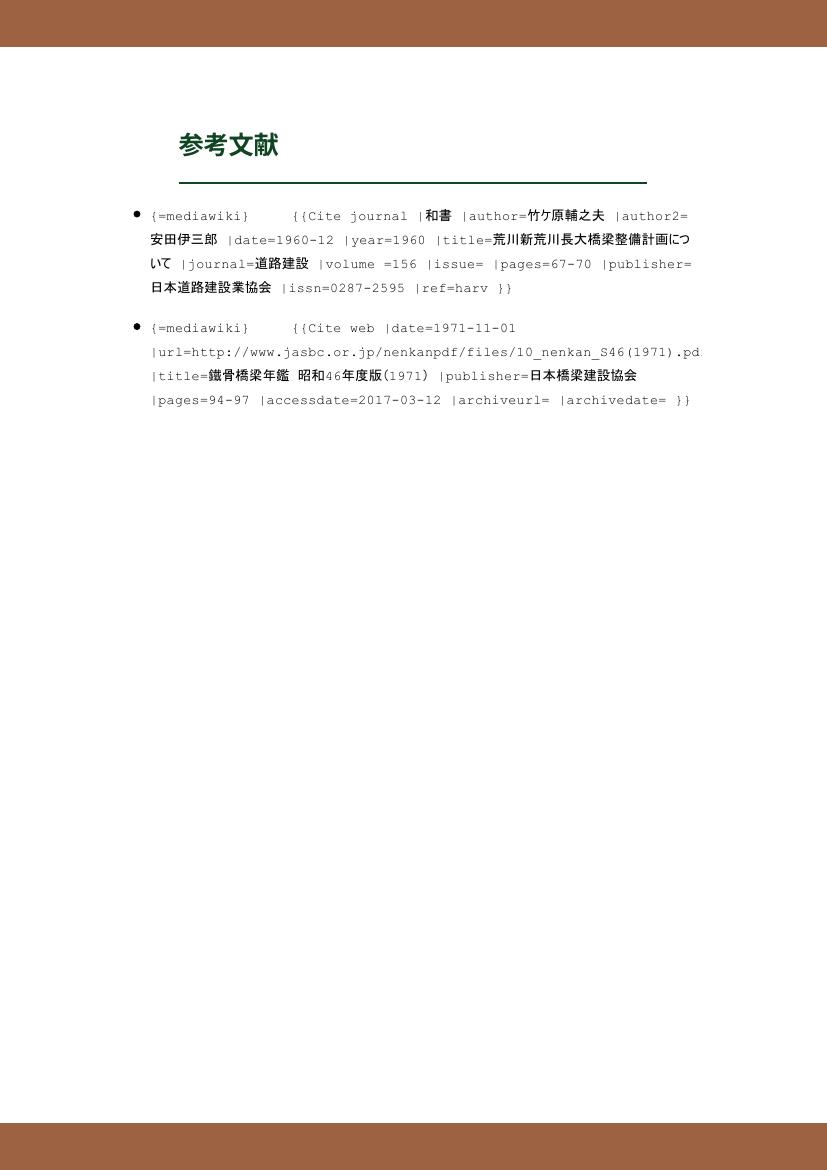 参考文献
● {=mediawiki} {{Cite journal |和書 |author=竹ケ原輔之夫 |author2=
安田伊三郎 |date=1960-12 |year=1960 |title=荒川新荒川長大橋梁整備計画につ
いて |journal=道路建設 |volume =156 |issue= |pages=67-70 |publisher=
日本道路建設業協会 |issn=0287-2595 |ref=harv }}
● {=mediawiki} {{Cite web |date=1971-11-01
|url=http://www.jasbc.or.jp/nenkanpdf/files/10_nenkan_S46(1971).pd
|title=鐵骨橋梁年鑑 昭和46年度版(1971) |publisher=日本橋梁建設協会
|pages=94-97 |accessdate=2017-03-12 |archiveurl= |archivedate= }}